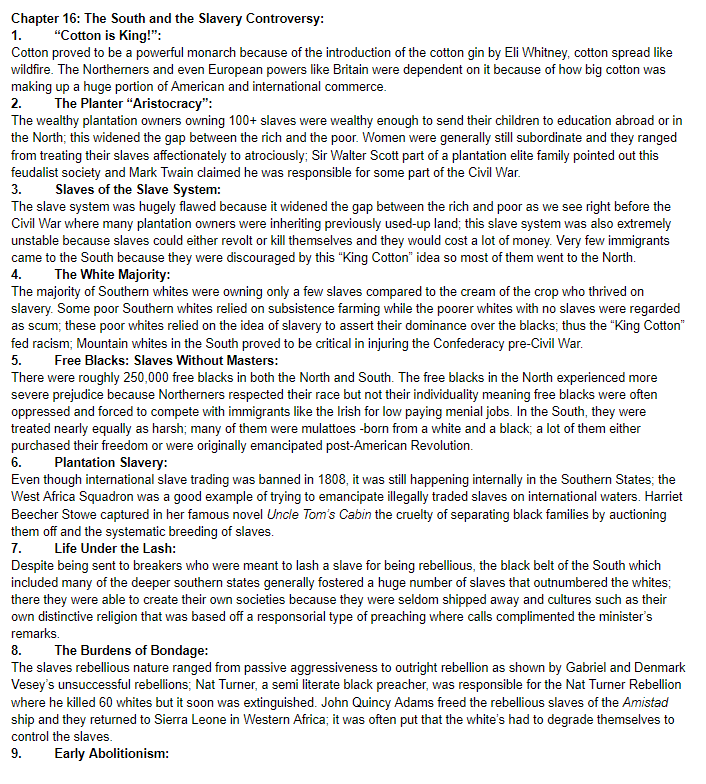 Chapter 16: The South and the Slavery Controversy:
1. “Cotton is King!”:
Cotton proved to be a powerful monarch because of the introduction of the cotton gin by Eli Whitney, cotton spread like
wildfire. The Northerners and even European powers like Britain were dependent on it because of how big cotton was
making up a huge portion of American and international commerce.
2. The Planter “Aristocracy”:
The wealthy plantation owners owning 100+ slaves were wealthy enough to send their children to education abroad or in
the North; this widened the gap between the rich and the poor. Women were generally still subordinate and they ranged
from treating their slaves affectionately to atrociously; Sir Walter Scott part of a plantation elite family pointed out this
feudalist society and Mark Twain claimed he was responsible for some part of the Civil War.
3. Slaves of the Slave System:
The slave system was hugely flawed because it widened the gap between the rich and poor as we see right before the
Civil War where many plantation owners were inheriting previously used-up land; this slave system was also extremely
unstable because slaves could either revolt or kill themselves and they would cost a lot of money. Very few immigrants
came to the South because they were discouraged by this “King Cotton” idea so most of them went to the North.
4. The White Majority:
The majority of Southern whites were owning only a few slaves compared to the cream of the crop who thrived on
slavery. Some poor Southern whites relied on subsistence farming while the poorer whites with no slaves were regarded
as scum; these poor whites relied on the idea of slavery to assert their dominance over the blacks; thus the “King Cotton”
fed racism; Mountain whites in the South proved to be critical in injuring the Confederacy pre-Civil War.
5. Free Blacks: Slaves Without Masters:
There were roughly 250,000 free blacks in both the North and South. The free blacks in the North experienced more
severe prejudice because Northerners respected their race but not their individuality meaning free blacks were often
oppressed and forced to compete with immigrants like the Irish for low paying menial jobs. In the South, they were
treated nearly equally as harsh; many of them were mulattoes -born from a white and a black; a lot of them either
purchased their freedom or were originally emancipated post-American Revolution.
6. Plantation Slavery:
Even though international slave trading was banned in 1808, it was still happening internally in the Southern States; the
West Africa Squadron was a good example of trying to emancipate illegally traded slaves on international waters. Harriet
Beecher Stowe captured in her famous novel Uncle Tom’s Cabin the cruelty of separating black families by auctioning
them off and the systematic breeding of slaves.
7. Life Under the Lash:
Despite being sent to breakers who were meant to lash a slave for being rebellious, the black belt of the South which
included many of the deeper southern states generally fostered a huge number of slaves that outnumbered the whites;
there they were able to create their own societies because they were seldom shipped away and cultures such as their
own distinctive religion that was based off a responsorial type of preaching where calls complimented the minister’s
remarks.
8. The Burdens of Bondage:
The slaves rebellious nature ranged from passive aggressiveness to outright rebellion as shown by Gabriel and Denmark
Vesey’s unsuccessful rebellions; Nat Turner, a semi literate black preacher, was responsible for the Nat Turner Rebellion
where he killed 60 whites but it soon was extinguished. John Quincy Adams freed the rebellious slaves of the Amistad
ship and they returned to Sierra Leone in Western Africa; it was often put that the white’s had to degrade themselves to
control the slaves.
9. Early Abolitionism: